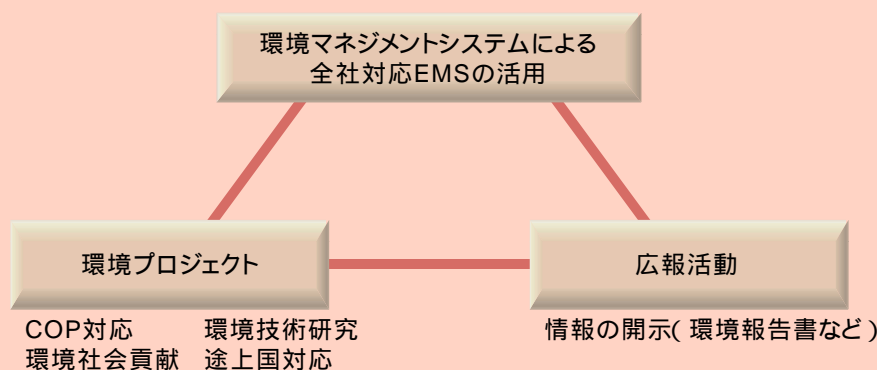 環境マネジメントシステムによる
全社対応EMSの活用
環境プロジェクト
広報活動
COP対応 環境技術研究
環境社会貢献 途上国対応
情報の開示(環境報告書など)